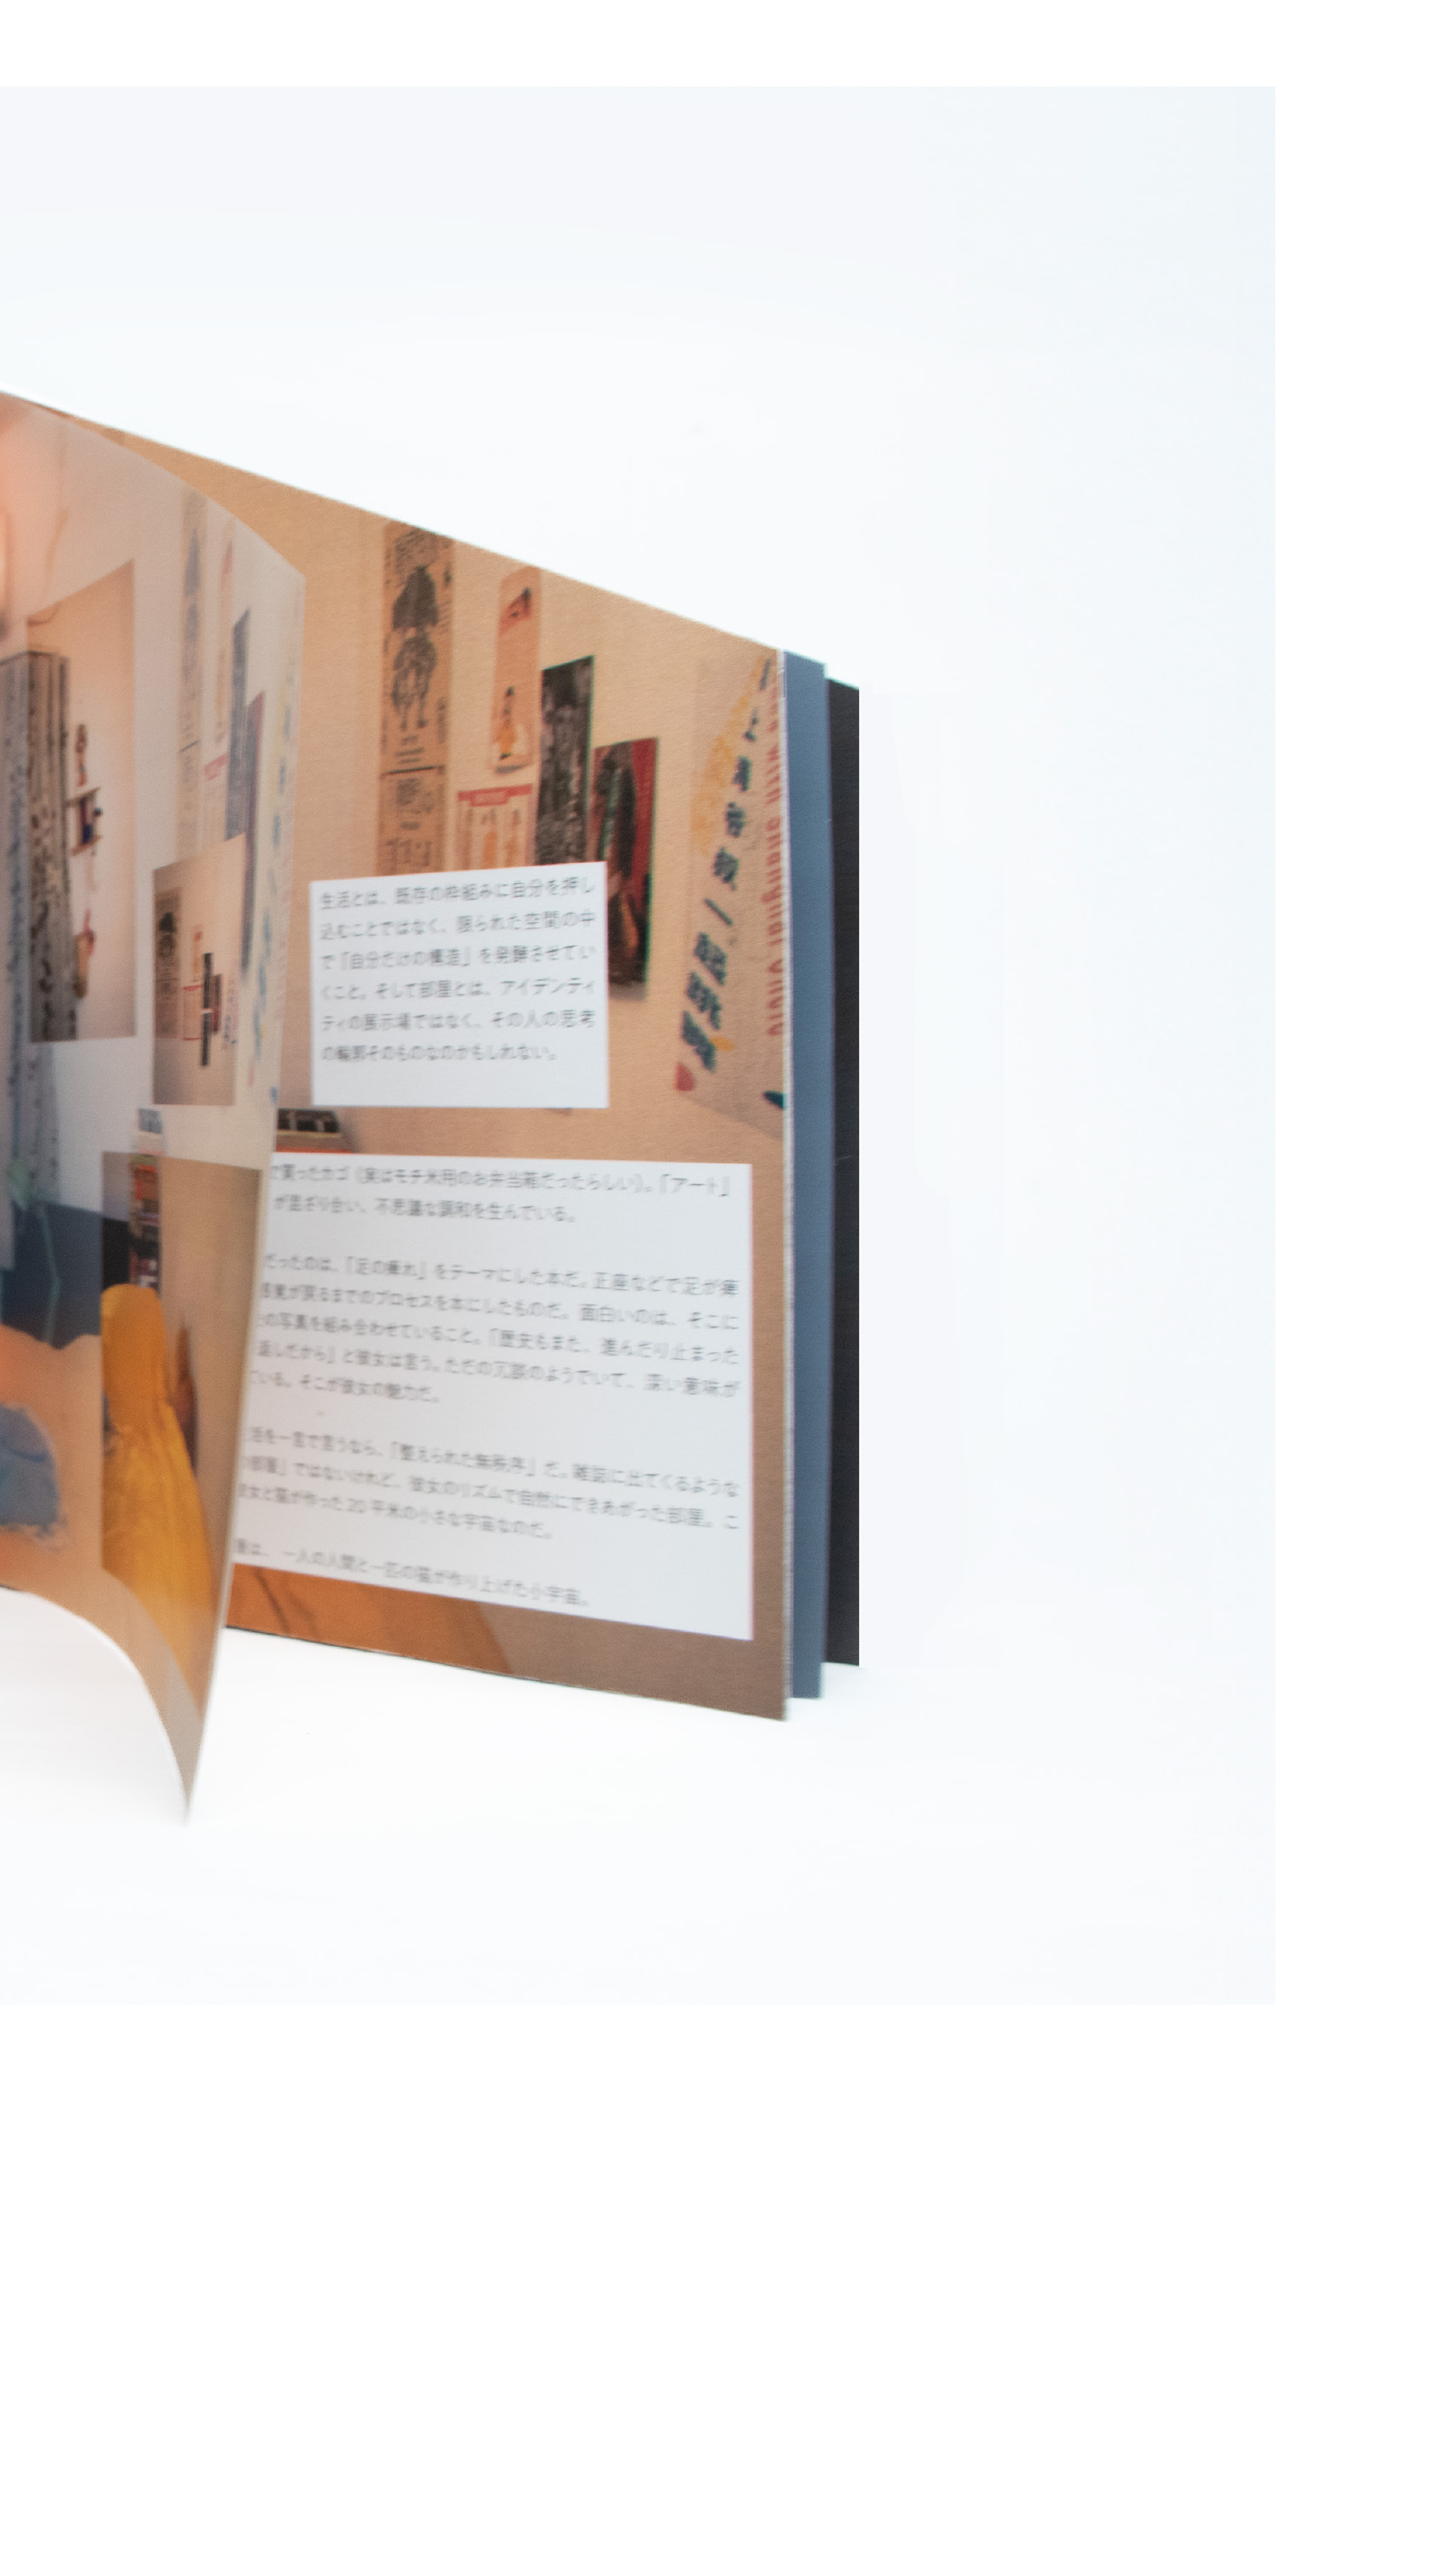 生活とは、既存の枠組みに自分を押し
込むことではなく、限られた空間の中
で「自分だけの構造」を発酵させてい
くこと。そして部屋とは、アイデンティ
ティの展示場ではなく、その人の思考
の輪郭そのものなのかもしれない。
で買ったカゴ（実はモチ米用のお弁当箱だったらしい）。「アート」
が混ざり合い、不思議な調和を生んでいる。
だったのは、「足の痺れ」をテーマにした本だ。正座などで足が痺
感覚が戻るまでのプロセスを本にしたものだ。面白いのは、そこに
の写真を組み合わせていること。「歴史もまた、進んだり止まった
返しだから」と彼女は言う。ただの冗談のようでいて、深い意味が
ている。そこが彼女の魅力だ。
活を一言で言うなら、「整えられた無秩序」だ。雑誌に出てくるような
部屋」ではないけれど、彼女のリズムで自然にできあがった部屋。こ
彼女と猫が作った 20 平米の小さな宇宙なのだ。
屋は、一人の人間と一匹の猫が作り上げた小宇宙。